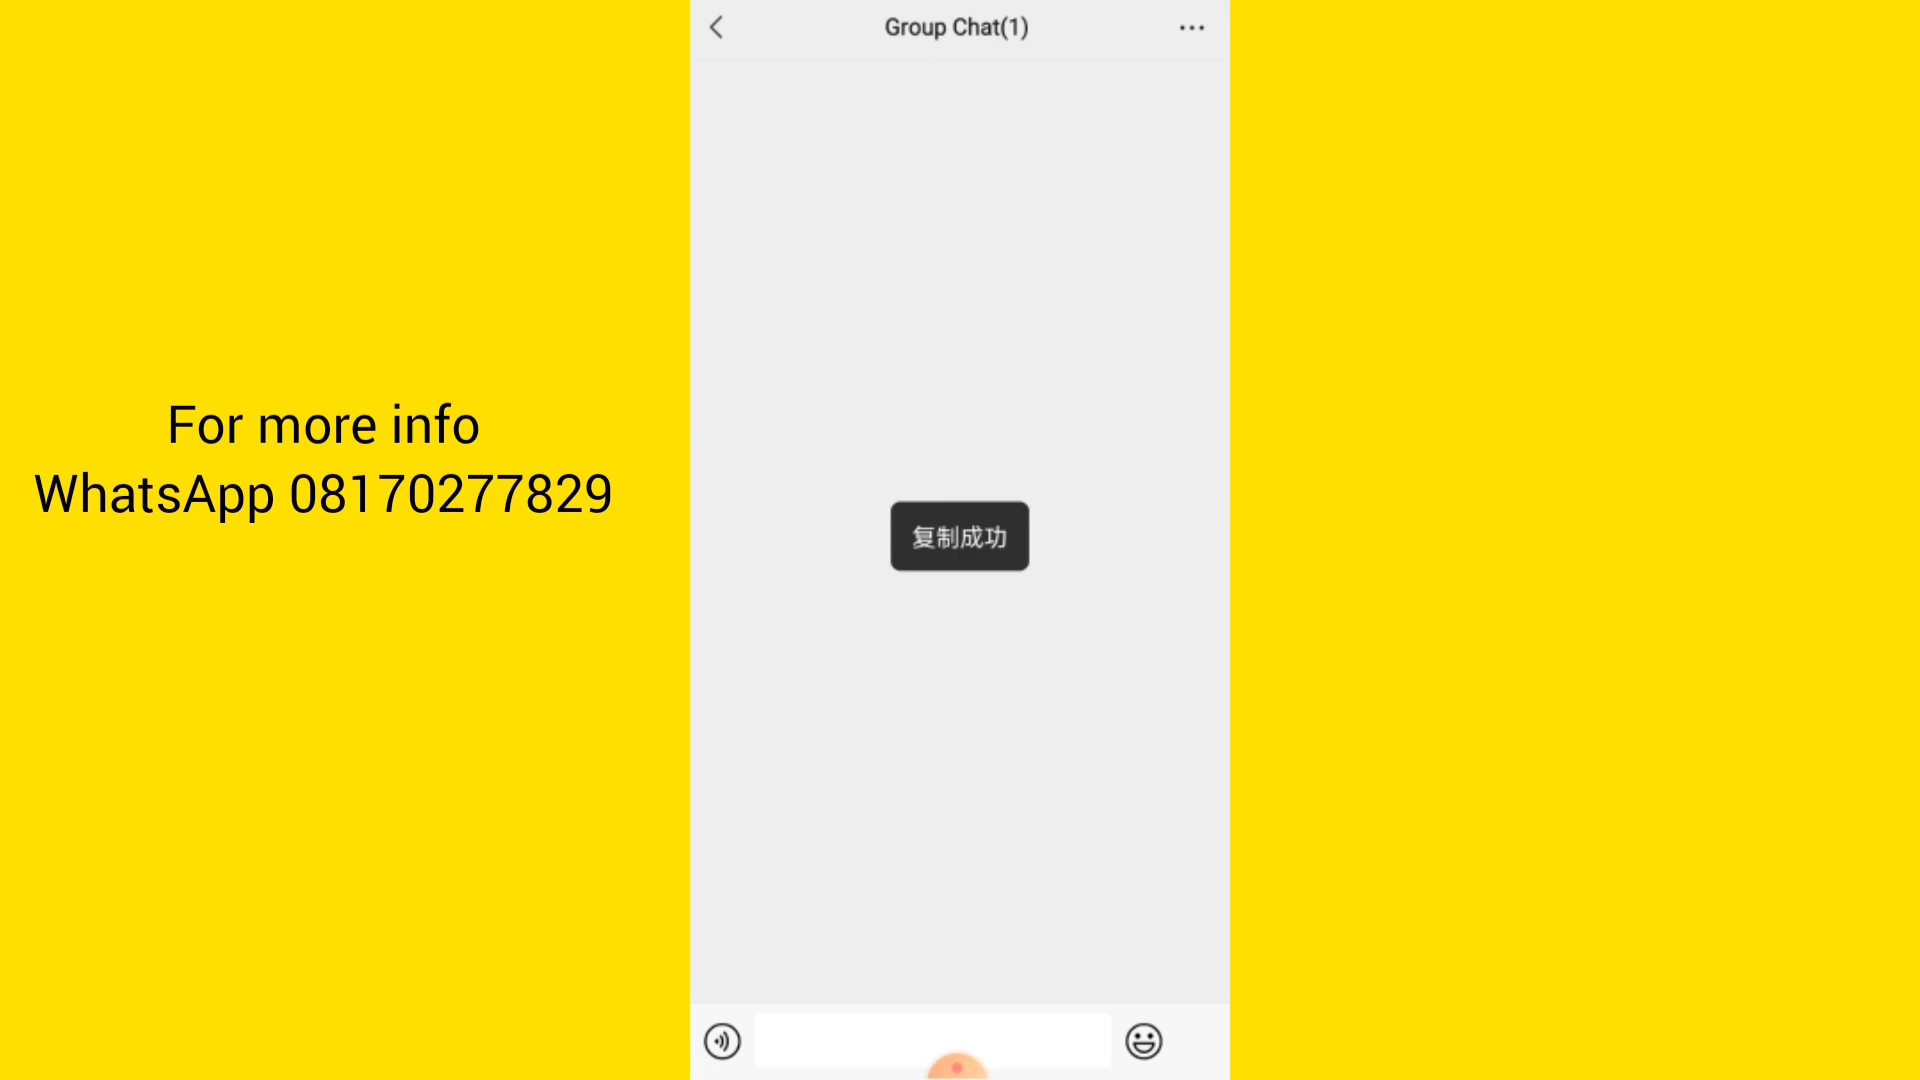 Group Chat(1)
For more info
WhatsApp 08170277829
复制成功